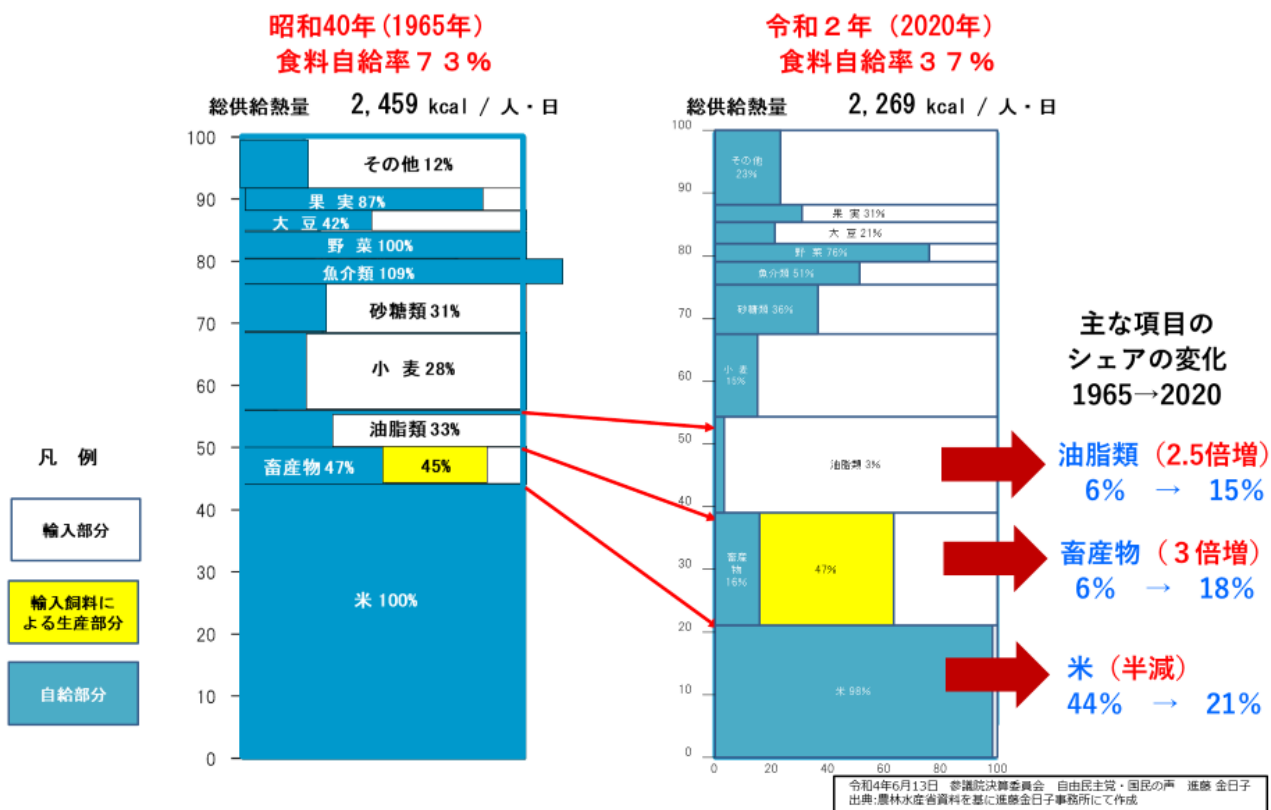 昭和40年(1965年)
食料自給率73%
総供給熱量 2,459 kcal / 人・日
100
90
80
70
60
50
40
30
20
10
0
その他 12%
果 実 87%
大 豆 42%
野 菜 100%
魚介類 109%
砂糖類 31%
小 麦 28%
油脂類 33%
畜産物 47%
45%
米 100%
凡 例
輸入部分
輸入飼料に
よる生産部分
自給部分
令和2年（2020年）
食料自給率37%
総供給熱量 2,269 kcal / 人・日
100
90
80
70
60
50
40
30
20
10
0
その他
23%
果 実 31%
大 豆 21%
野 菜 76%
魚介類 51%
砂糖類 36%
小 麦
15%
油脂類 3%
畜産
物
16%
47%
米 98%
0 20 40 60 80 100
主な項目の
シェアの変化
1965→2020
油脂類（2.5倍増）
6% → 15%
畜産物（3倍増）
6% → 18%
米（半減）
44% → 21%
令和4年6月13日 参議院決算委員会 自由民主党・国民の声 進藤 金日子
出典:農林水産省資料を基に進藤金日子事務所にて作成